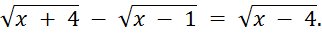 √x + 4 − √x − 1 = √x − 4.